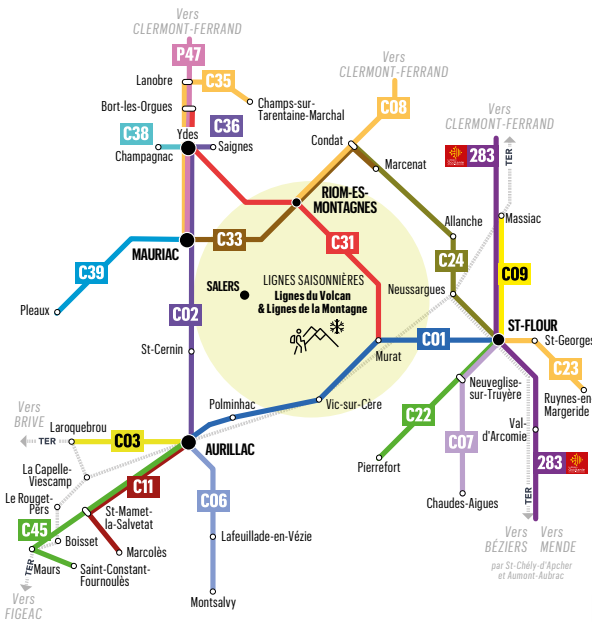 Vers
CLERMONT-FERRAND
P47
Lanobre
C35
Champs-sur-
Tarentaine-Marchal
Bort-les-Orgues
Vers
CLERMONT-FERRAND
C08
Vers
CLERMONT-FERRAND
283
TER
C38
Ydes
C36
Champagnac
Saignes
Condat
Marcenat
RIOM-ES-
MONTAGNES
Massiac
Allanche
MAURIAC
C33
C31
C24
C09
C39
SALERS
LIGNES SAISONNIÈRES
Lignes du Volcan
& Lignes de la Montagne
Neussargues
Pleaux
C02
ST-FLOUR
C01
St-Georges
St-Cernin
Murat
C23
Ruynes-en-
Margeride
Neuveglise-
sur-Truyère
Polminhac
Vic-sur-Cère
C22
C07
Val-
d'Arcomie
Vers
BRIVE
TER
Laroquebrou
C03
AURILLAC
Pierrefort
283
La Capelle-
Viescamp
C11
C06
Chaudes-Aigues
TER
Le Rouget-
Pers
St-Mamet-
la-Salvetat
C45
Boisset
Marcolès
Lafeuillade-en-Vézie
Vers
BÉZIERS
Vers
MENDE
par St-Chély-d'Apcher
et Aumont-Aubrac
TER
Maurs
Saint-Constant-
Fournoulès
Montsalvy
Vers
FIGEAC